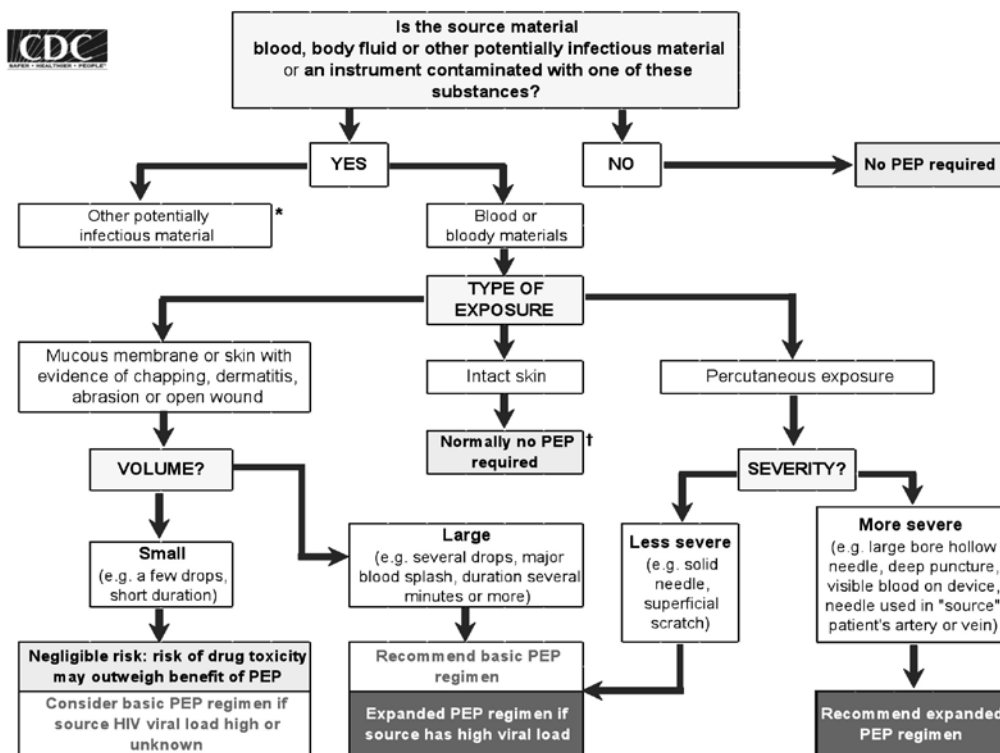 CDC
SAFER • HEALTHIER • PEOPLE™
Is the source material
blood, body fluid or other potentially infectious material
or an instrument contaminated with one of these
substances?
YES
NO
No PEP required
Other potentially
infectious material
*
Blood or
bloody materials
TYPE OF
EXPOSURE
Mucous membrane or skin with
evidence of chapping, dermatitis,
abrasion or open wound
Intact skin
Percutaneous exposure
Normally no PEP
required
†
VOLUME?
SEVERITY?
Small
(e.g. a few drops,
short duration)
Large
(e.g. several drops, major
blood splash, duration several
minutes or more)
Less severe
(e.g. solid
needle,
superficial
scratch)
More severe
(e.g. large bore hollow
needle, deep puncture,
visible blood on device,
needle used in "source"
patient's artery or vein)
Negligible risk: risk of drug toxicity
may outweigh benefit of PEP
Consider basic PEP regimen if
source HIV viral load high or
unknown
Recommend basic PEP
regimen
Expanded PEP regimen if
source has high viral load
Recommend expanded
PEP regimen